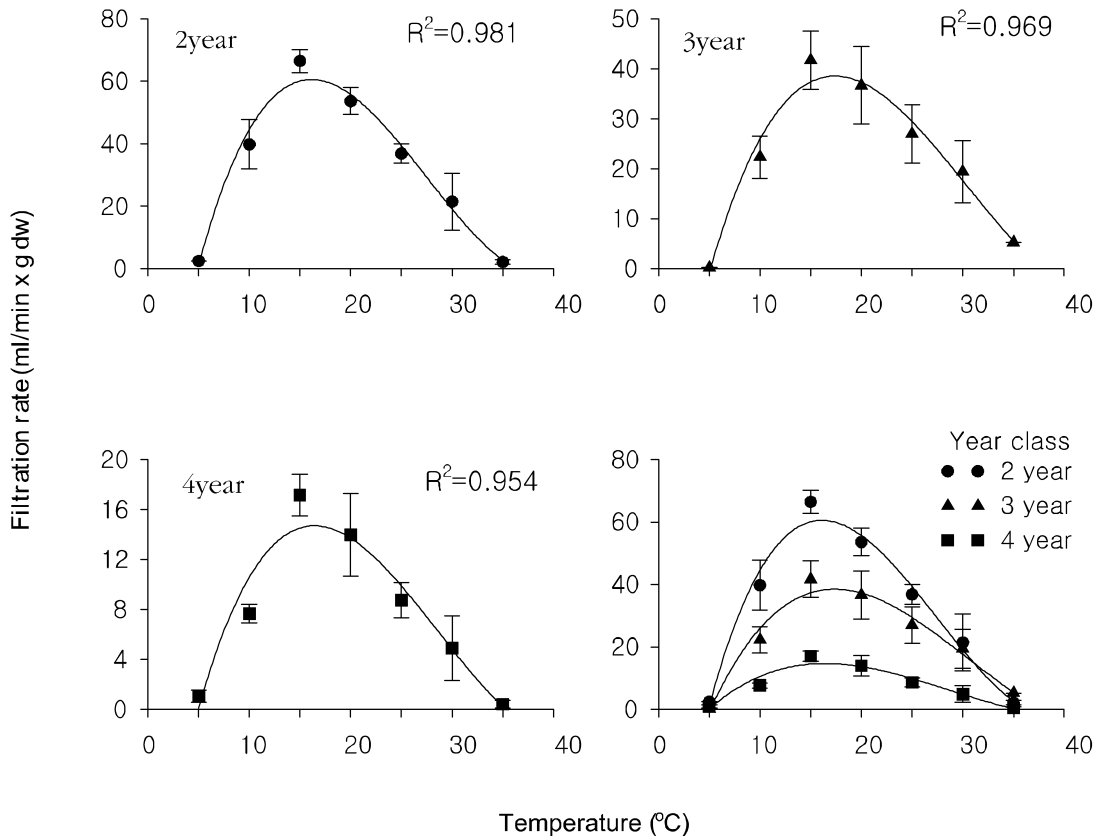 Filtration rate (ml/min x g dw)
80
60
40
20
0
2year
R²=0.981
0 10 20 30 40
50
40
30
20
10
0
3year
R²=0.969
0 10 20 30 40
20
16
12
8
4
0
4year
R²=0.954
0 10 20 30 40
Year class
2 year
3 year
4 year
80
60
40
20
0
0 10 20 30 40
Temperature (ºC)